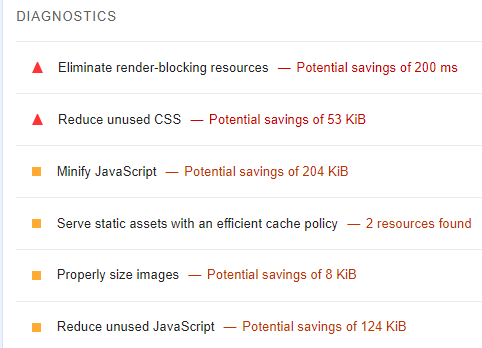 DIAGNOSTICS
Eliminate render-blocking resources — Potential savings of 200 ms
Reduce unused CSS — Potential savings of 53 KiB
Minify JavaScript — Potential savings of 204 KiB
Serve static assets with an efficient cache policy — 2 resources found
Properly size images — Potential savings of 8 KiB
Reduce unused JavaScript — Potential savings of 124 KiB